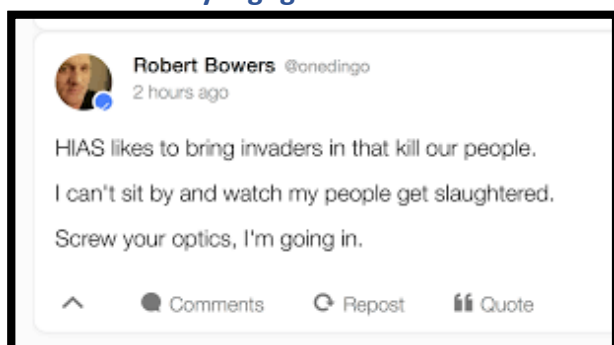 Robert Bowers @onedingo
2 hours ago
HIAS likes to bring invaders in that kill our people.
I can't sit by and watch my people get slaughtered.
Screw your optics, I'm going in.
Comments Repost Quote